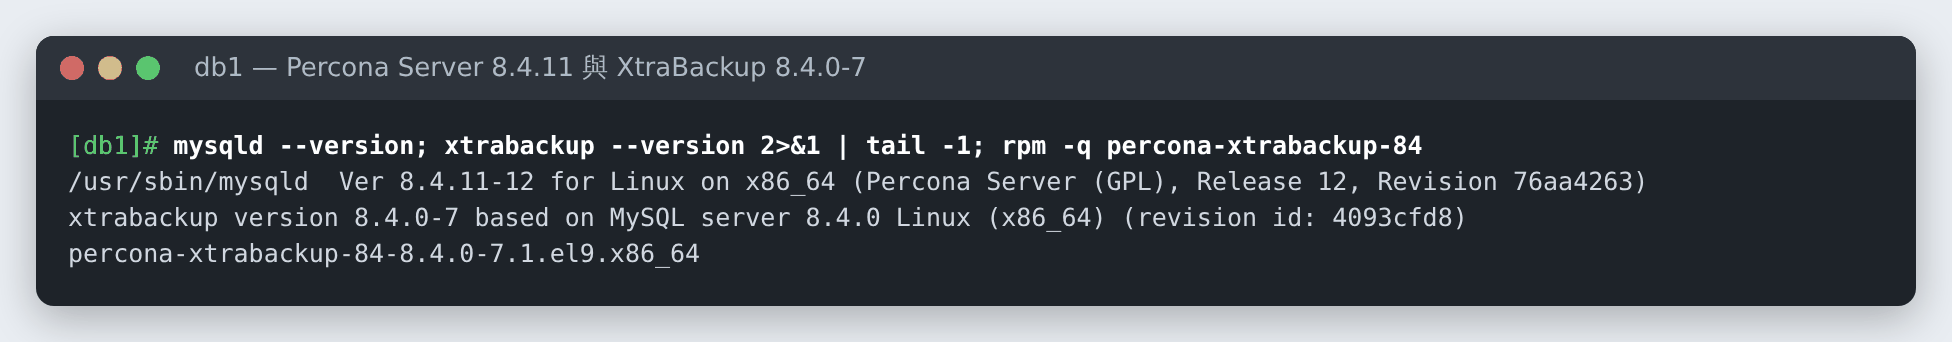 db1 — Percona Server 8.4.11 與 XtraBackup 8.4.0-7
[db1]# mysqld --version; xtrabackup --version 2>&1 | tail -1; rpm -q percona-xtrabackup-84
/usr/sbin/mysqld  Ver 8.4.11-12 for Linux on x86_64 (Percona Server (GPL), Release 12, Revision 76aa4263)
xtrabackup version 8.4.0-7 based on MySQL server 8.4.0 Linux (x86_64) (revision id: 4093cfd8)
percona-xtrabackup-84-8.4.0-7.1.el9.x86_64